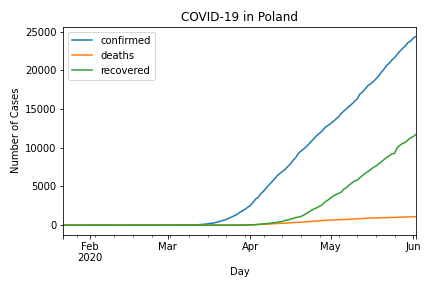 COVID-19 in Poland
confirmed
deaths
recovered
Number of Cases
25000
20000
15000
10000
5000
0
Feb
2020
Mar
Apr
May
Jun
Day